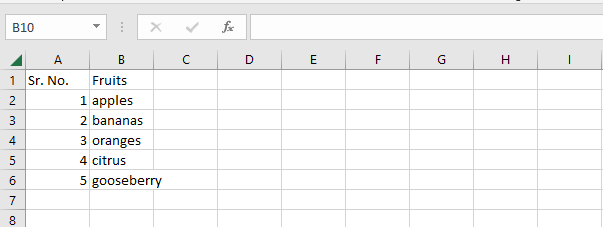 B10 fx
A B C D E F G H I
1 Sr. No. Fruits
2 1 apples
3 2 bananas
4 3 oranges
5 4 citrus
6 5 gooseberry
7
8